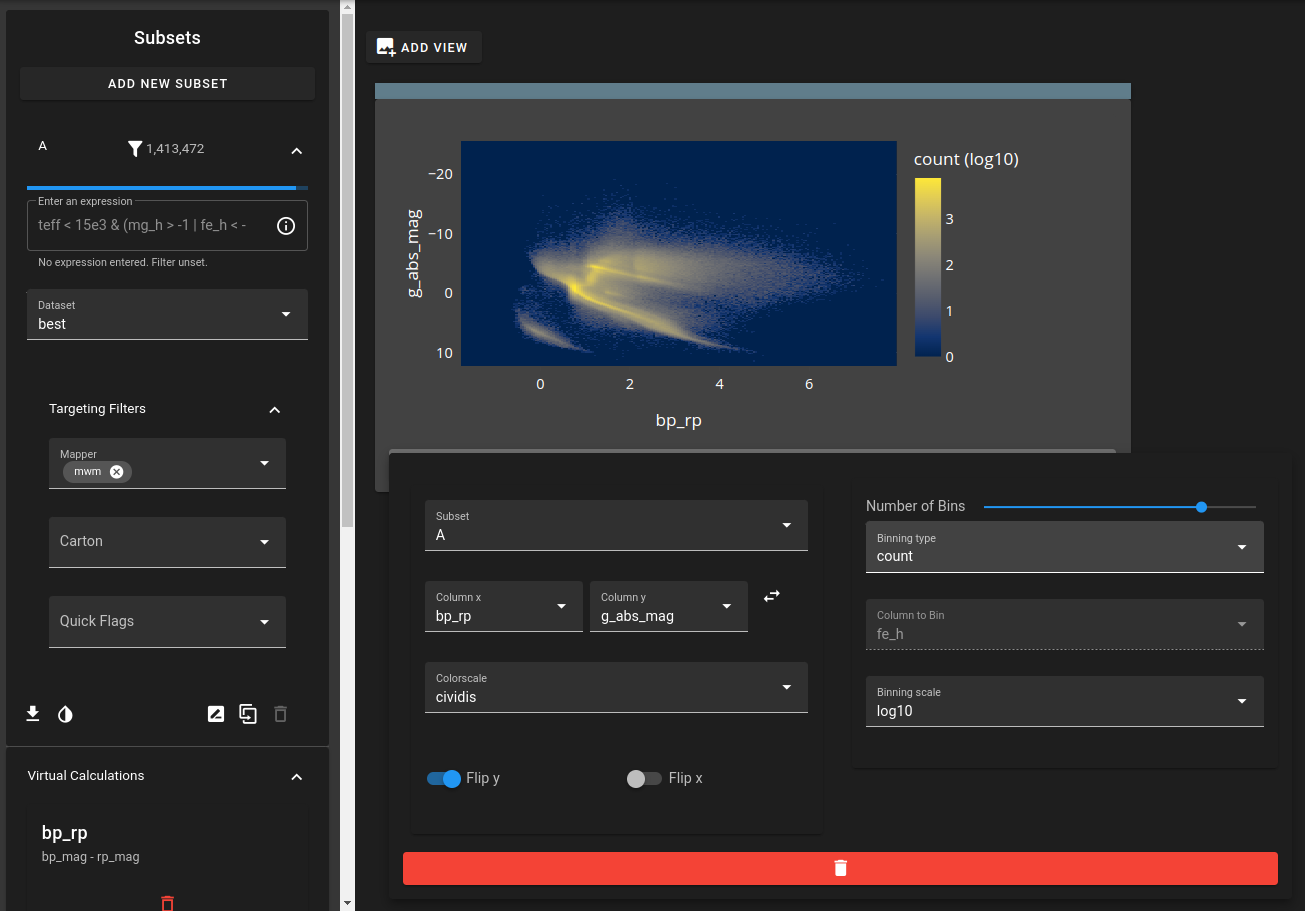 Subsets
ADD NEW SUBSET
A
1,413,472
Enter an expression
teff < 15e3 & (mg_h > -1 | fe_h < -
No expression entered. Filter unset.
Dataset
best
Targeting Filters
Mapper
mwm
Carton
Quick Flags
Virtual Calculations
bp_rp
bp_mag - rp_mag
ADD VIEW
count (log10)
−20
−10
0
10
g_abs_mag
0
2
4
6
bp_rp
3
2
1
0
Subset
A
Column x
bp_rp
Column y
g_abs_mag
Colorscale
cividis
Flip y
Flip x
Number of Bins
Binning type
count
Column to Bin
fe_h
Binning scale
log10